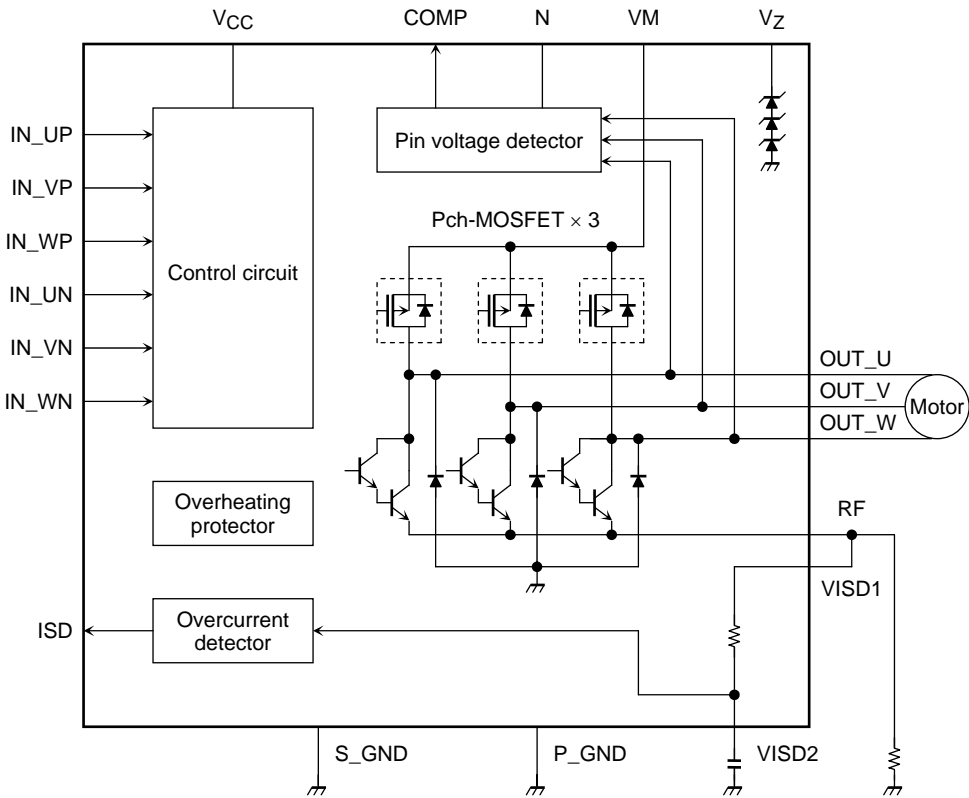 VCC
COMP
N
VM
VZ
IN_UP
IN_VP
IN_WP
IN_UN
IN_VN
IN_WN
Control circuit
Pin voltage detector
Pch-MOSFET × 3
OUT_U
OUT_V
OUT_W
Motor
Overheating
protector
RF
VISD1
ISD
Overcurrent
detector
S_GND
P_GND
VISD2